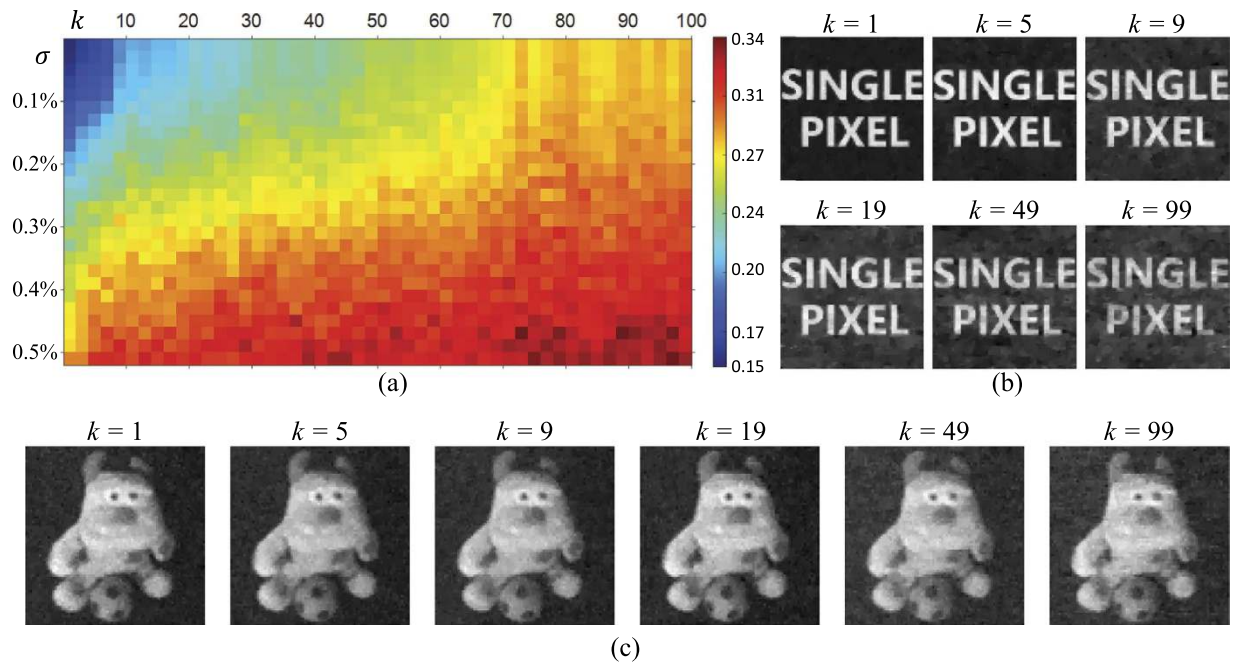 k 10 20 30 40 50 60 70 80 90 100
σ
0.1%
0.2%
0.3%
0.4%
0.5%
0.34
0.31
0.27
0.24
0.20
0.17
0.15
(a)
k = 1 k = 5 k = 9
SINGLE SINGLE SINGLE
PIXEL PIXEL PIXEL
k = 19 k = 49 k = 99
SINGLE SINGLE SINGLE
PIXEL PIXEL PIXEL
(b)
k = 1 k = 5 k = 9 k = 19 k = 49 k = 99
(c)